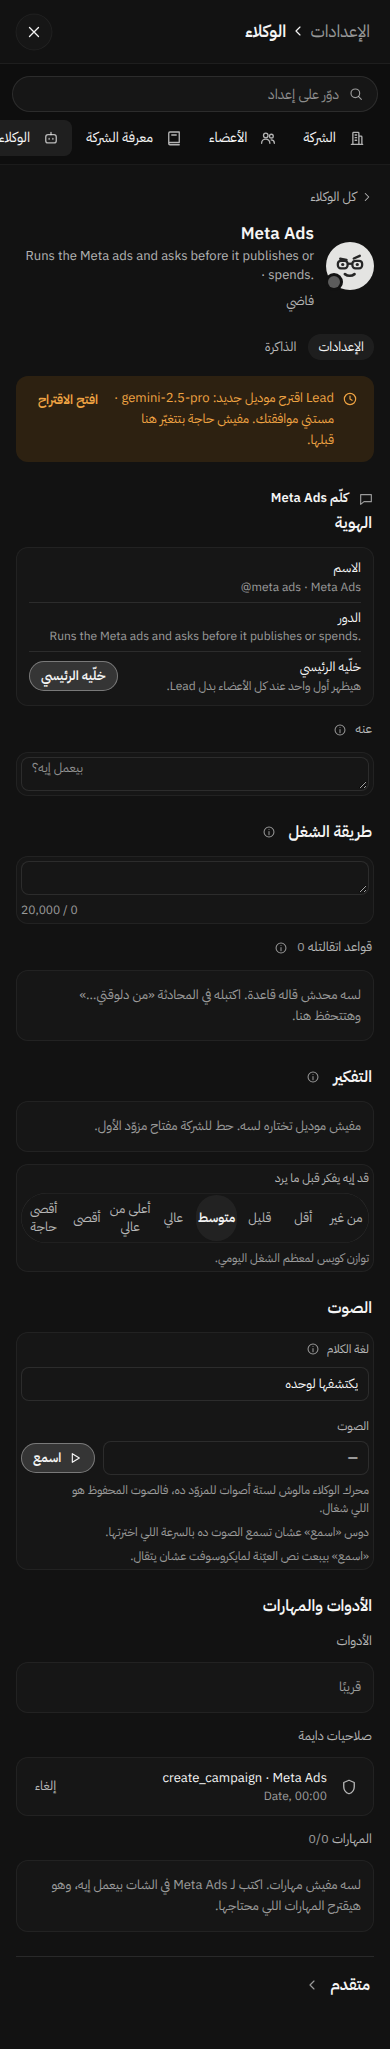 الإعدادات > الوكلاء
دوّر على إعداد
الشركة
الأعضاء
معرفة الشركة
الوكلاء
كل الوكلاء
Meta Ads
Runs the Meta ads and asks before it publishes or
spends. ·
فاضي
الإعدادات
الذاكرة
Lead اقترح موديل جديد: gemini-2.5-pro ·
مستني موافقتك. مفيش حاجة بتتغيّر هنا
قبلها.
افتح الاقتراح
كلّم Meta Ads
الهوية
الاسم
@meta ads · Meta Ads
الدور
Runs the Meta ads and asks before it publishes or spends.
خلّيه الرئيسي
هيظهر أول واحد عند كل الأعضاء بدل Lead.
خلّيه الرئيسي
عنه
بيعمل إيه؟
طريقة الشغل
20,000 / 0
قواعد اتقالتله 0
لسه محدش قاله قاعدة. اكتبله في المحادثة «من دلوقتي…»
وهتتحفظ هنا.
التفكير
مفيش موديل تختاره لسه. حط للشركة مفتاح مزوّد الأول.
قد إيه يفكر قبل ما يرد
من غير
أقل
قليل
متوسط
عالي
أعلى من
عالي
أقصى
أقصى
حاجة
توازن كويس لمعظم الشغل اليومي.
الصوت
لغة الكلام
يكتشفها لوحده
الصوت
—
اسمع
محرك الوكلاء مالوش لستة أصوات للمزوّد ده، فالصوت المحفوظ هو
اللي شغال.
دوس «اسمع» عشان تسمع الصوت ده بالسرعة اللي اخترتها.
«اسمع» بيبعت نص العيّنة لمايكروسوفت عشان يتقال.
الأدوات والمهارات
الأدوات
قريبًا
صلاحيات دايمة
create_campaign · Meta Ads
Date, 00:00
إلغاء
المهارات 0/0
لسه مفيش مهارات. اكتب لـ Meta Ads في الشات بيعمل إيه، وهو
هيقترح المهارات اللي محتاجها.
متقدم